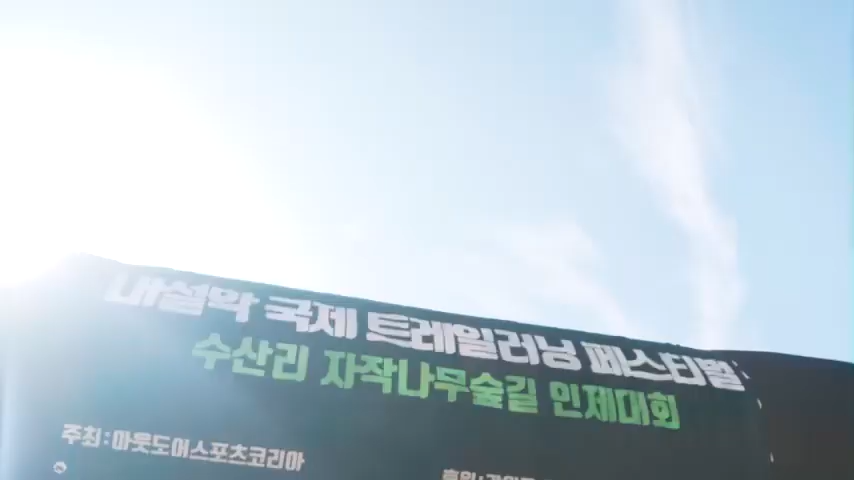 내설악 국제 트레일러닝 페스티벌
수산리 자작나무숲길 인제대회
주최:아웃도어스포츠코리아